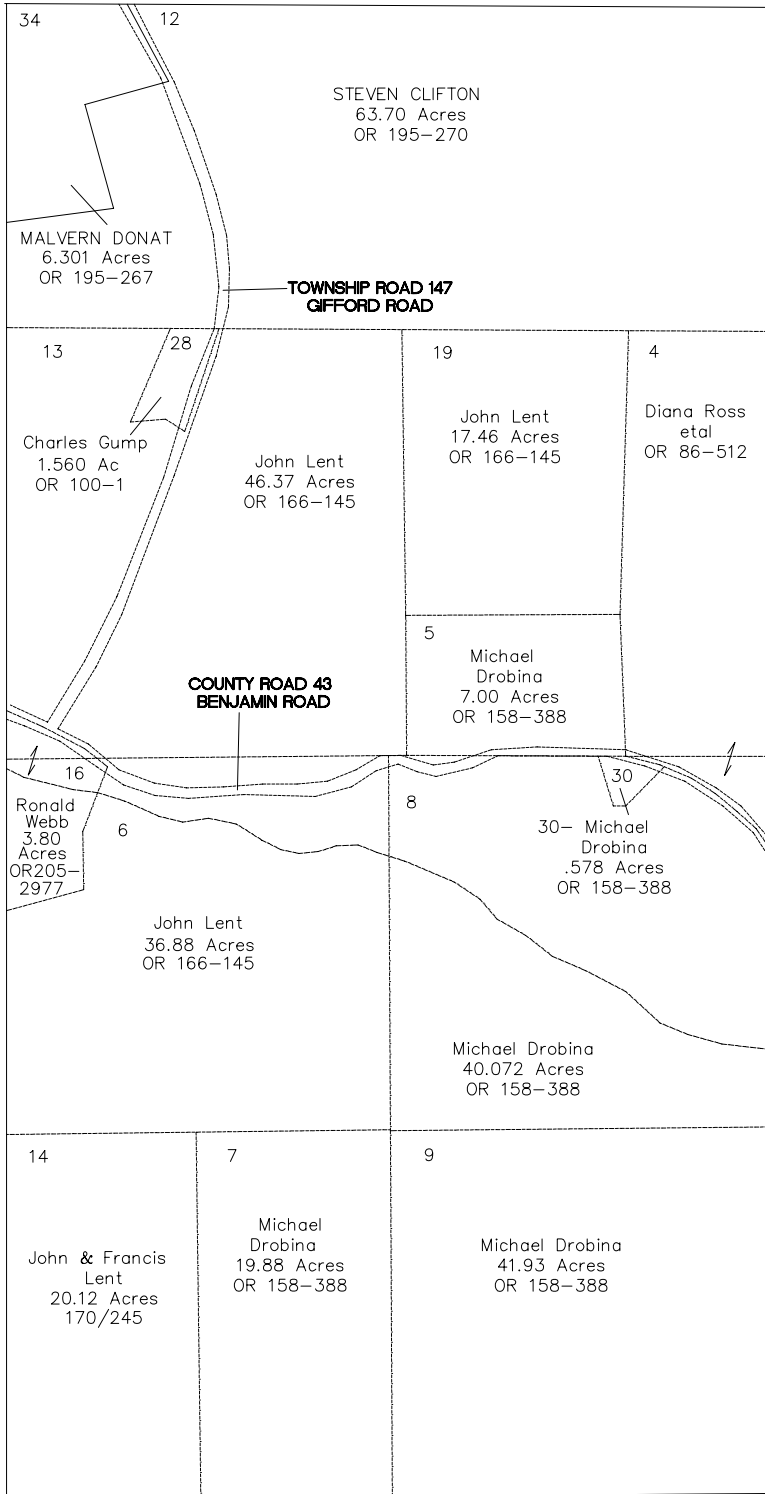 34
12
STEVEN CLIFTON
63.70 Acres
OR 195-270
MALVERN DONAT
6.301 Acres
OR 195-267
TOWNSHIP ROAD 147
GIFFORD ROAD
13
28
19
4
Charles Gump
1.560 Ac
OR 100-1
John Lent
46.37 Acres
OR 166-145
John Lent
17.46 Acres
OR 166-145
Diana Ross
etal
OR 86-512
5
Michael
Drobina
7.00 Acres
OR 158-388
COUNTY ROAD 43
BENJAMIN ROAD
16
Ronald
Webb
3.80
Acres
OR205-
2977
6
8
30
30- Michael
Drobina
.578 Acres
OR 158-388
John Lent
36.88 Acres
OR 166-145
Michael Drobina
40.072 Acres
OR 158-388
14
7
9
John & Francis
Lent
20.12 Acres
170/245
Michael
Drobina
19.88 Acres
OR 158-388
Michael Drobina
41.93 Acres
OR 158-388